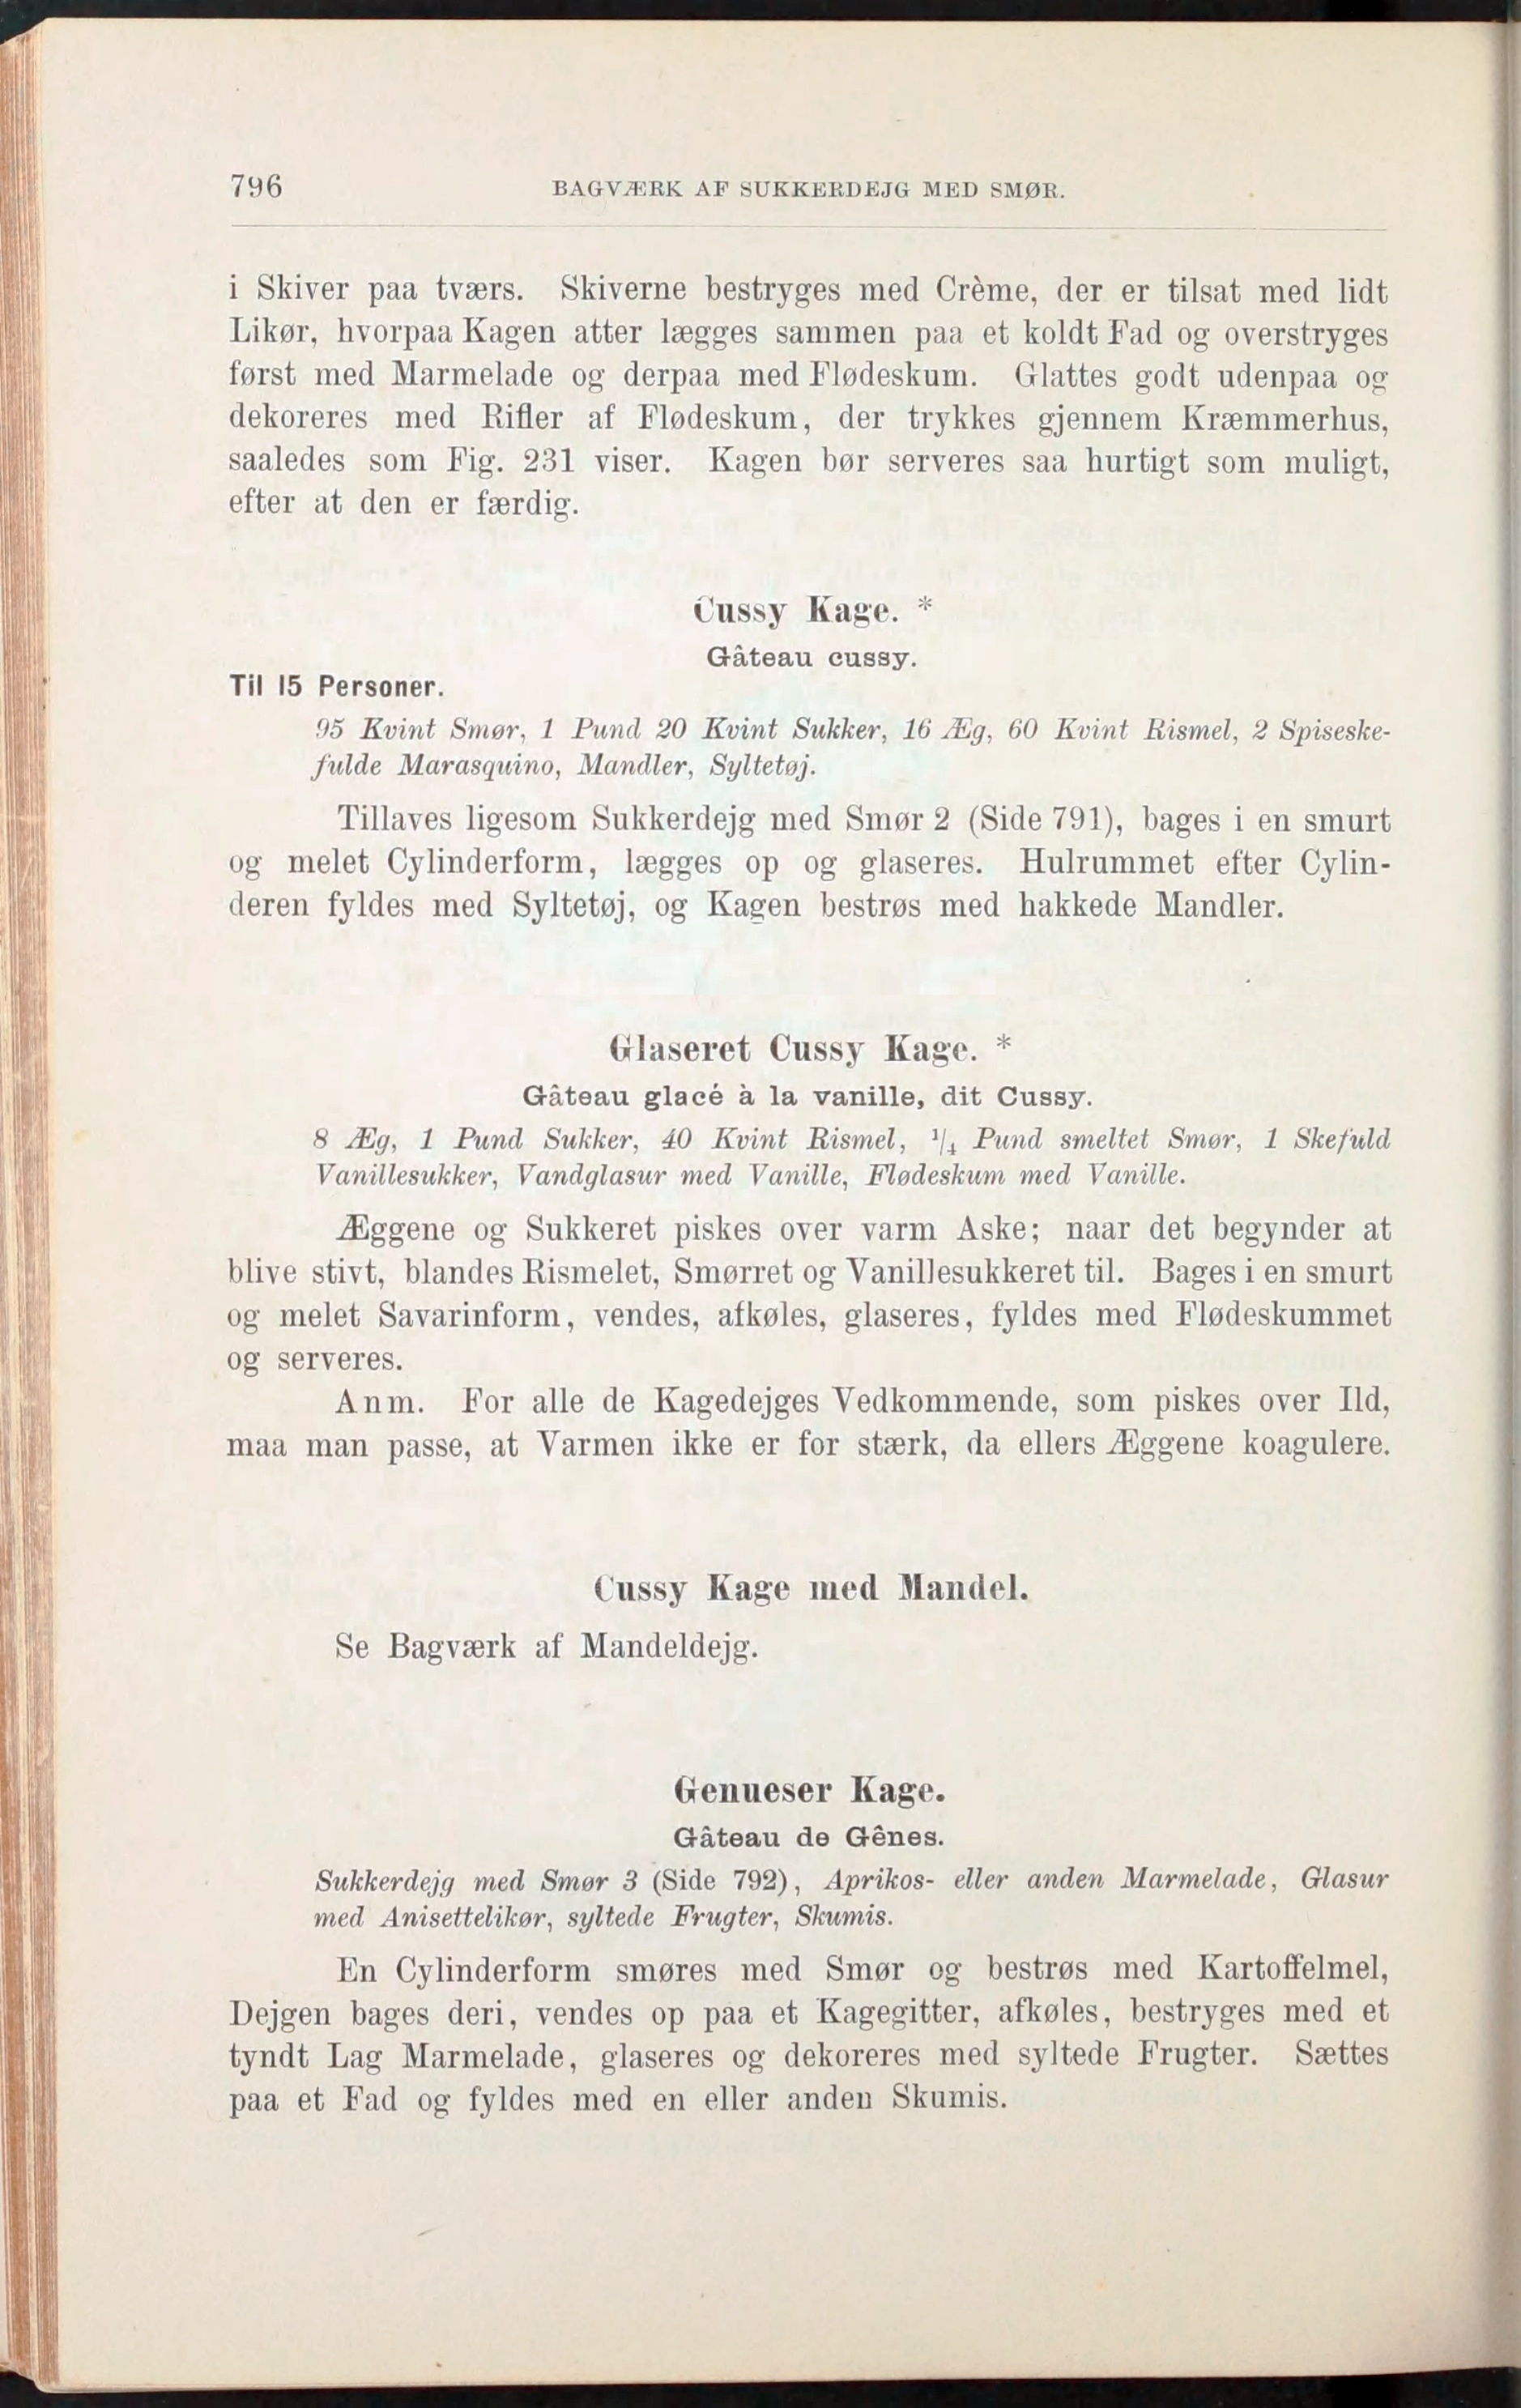 796
BAGVÆRK AF SUKKERDEJG MED SMØR.
i Skiver paa tværs. Skiverne bestryges med Crème, der er tilsat med lidt
Likør, hvorpaa Kagen atter lægges sammen paa et koldt Fad og overstryges
først med Marmelade og derpaa med Flødeskum. Glattes godt udenpaa og
dekoreres med Rifler af Flødeskum, der trykkes gjennem Kræmmerhus,
saaledes som Fig. 231 viser. Kagen bør serveres saa hurtigt som muligt,
efter at den er færdig.
Cussy Kage. *
Gâteau cussy.
Til 15 Personer.
95 Kvint Smør, 1 Pund 20 Kvint Sukker, 16 Æg, 60 Kvint Rismel, 2 Spiseske-
fulde Marasquino, Mandler, Syltetøj.
Tillaves ligesom Sukkerdejg med Smør 2 (Side 791), bages i en smurt
og melet Cylinderform, lægges op og glaseres. Hulrummet efter Cylin-
deren fyldes med Syltetøj, og Kagen bestrøs med hakkede Mandler.
Glaseret Cussy Kage. *
Gâteau glacé à la vanille, dit Cussy.
8 Æg, 1 Pund Sukker, 40 Kvint Rismel, 1/4 Pund smeltet Smør, 1 Skefuld
Vanillesukker, Vandglasur med Vanille, Flødeskum med Vanille.
Æggene og Sukkeret piskes over varm Aske; naar det begynder at
blive stivt, blandes Rismelet, Smørret og Vanillesukkeret til. Bages i en smurt
og melet Savarinform, vendes, afkøles, glaseres, fyldes med Flødeskummet
og serveres.
Anm. For alle de Kagedejges Vedkommende, som piskes over Ild,
maa man passe, at Varmen ikke er for stærk, da ellers Æggene koagulere.
Cussy Kage med Mandel.
Se Bagværk af Mandeldejg.
Genueser Kage.
Gâteau de Gênes.
Sukkerdejg med Smør 3 (Side 792), Aprikos- eller anden Marmelade, Glasur
med Anisettelikør, syltede Frugter, Skumis.
En Cylinderform smøres med Smør og bestrøs med Kartoffelmel,
Dejgen bages deri, vendes op paa et Kagegitter, afkøles, bestryges med et
tyndt Lag Marmelade, glaseres og dekoreres med syltede Frugter. Sættes
paa et Fad og fyldes med en eller anden Skumis.